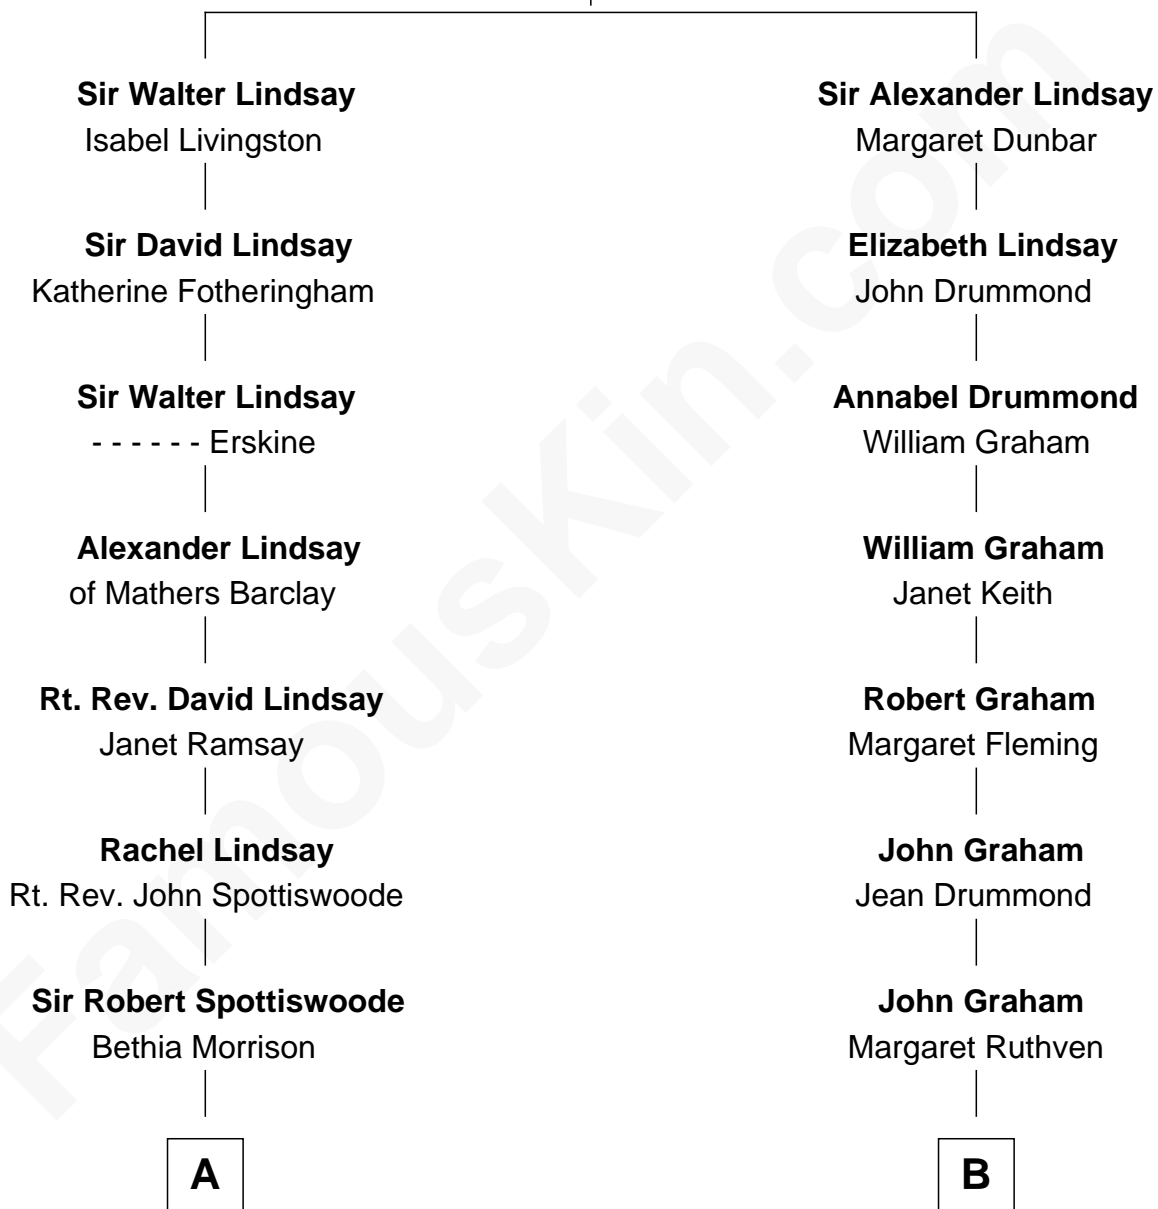 Sir Walter Lindsay
Isabel Livingston
Sir David Lindsay
Katherine Fotheringham
Sir Walter Lindsay
- - - - - - Erskine
Alexander Lindsay
of Mathers Barclay
Rt. Rev. David Lindsay
Janet Ramsay
Rachel Lindsay
Rt. Rev. John Spottiswoode
Sir Robert Spottiswoode
Bethia Morrison
A
Sir Alexander Lindsay
Margaret Dunbar
Elizabeth Lindsay
John Drummond
Annabel Drummond
William Graham
William Graham
Janet Keith
Robert Graham
Margaret Fleming
John Graham
Jean Drummond
John Graham
Margaret Ruthven
B
FamousKin.com